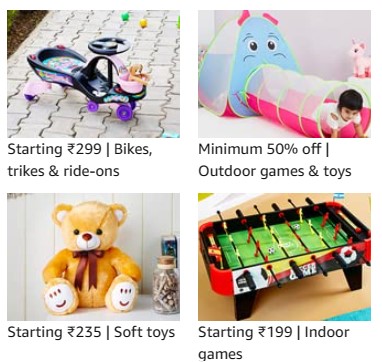 Starting ₹299 | Bikes,
trikes & ride-ons
Minimum 50% off |
Outdoor games & toys
Starting ₹235 | Soft toys
Starting ₹199 | Indoor
games